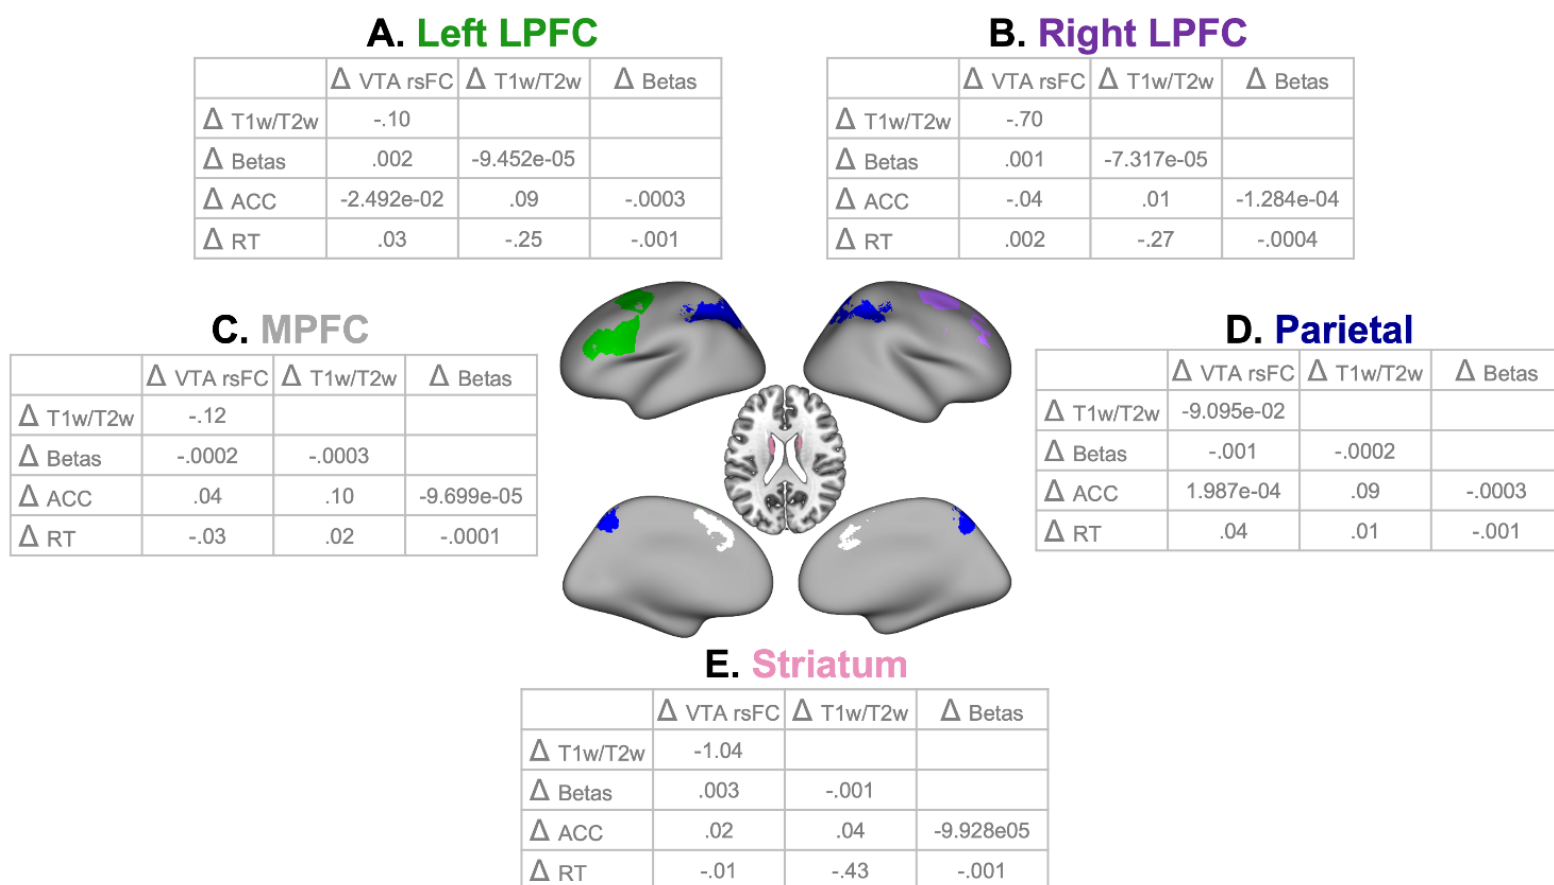 A. Left LPFC
Δ VTA rsFC Δ T1w/T2w Δ Betas
Δ T1w/T2w -.10
Δ Betas .002 -9.452e-05
Δ ACC -2.492e-02 .09 -.0003
Δ RT .03 -.25 -.001
B. Right LPFC
Δ VTA rsFC Δ T1w/T2w Δ Betas
Δ T1w/T2w -.70
Δ Betas .001 -7.317e-05
Δ ACC -.04 .01 -1.284e-04
Δ RT .002 -.27 -.0004
C. MPFC
Δ VTA rsFC Δ T1w/T2w Δ Betas
Δ T1w/T2w -.12
Δ Betas -.0002 -.0003
Δ ACC .04 .10 -9.699e-05
Δ RT -.03 .02 -.0001
D. Parietal
Δ VTA rsFC Δ T1w/T2w Δ Betas
Δ T1w/T2w -9.095e-02
Δ Betas -.001 -.0002
Δ ACC 1.987e-04 .09 -.0003
Δ RT .04 .01 -.001
E. Striatum
Δ VTA rsFC Δ T1w/T2w Δ Betas
Δ T1w/T2w -1.04
Δ Betas .003 -.001
Δ ACC .02 .04 -9.928e05
Δ RT -.01 -.43 -.001